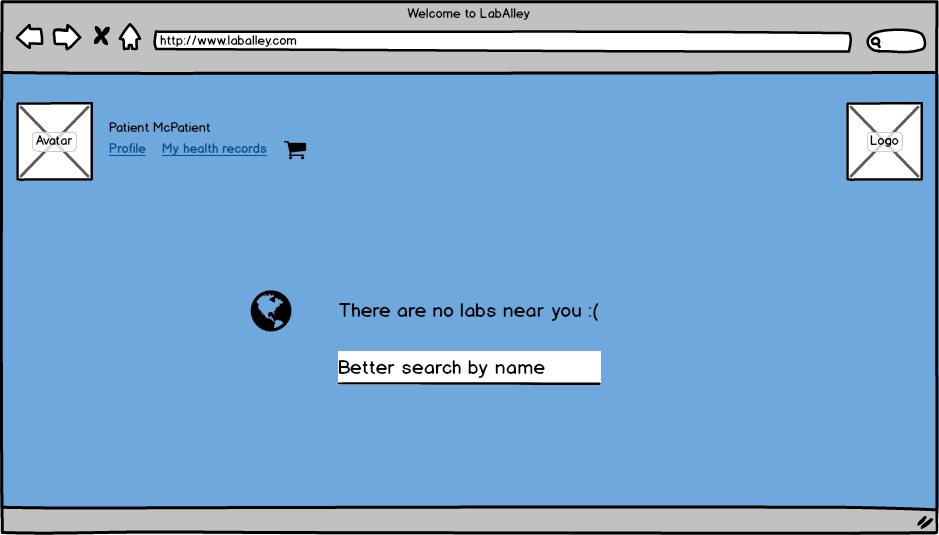 Welcome to LabAlley
http://www.laballey.com
Avatar
Patient McPatient
Profile My health records
Logo
There are no labs near you :(
Better search by name